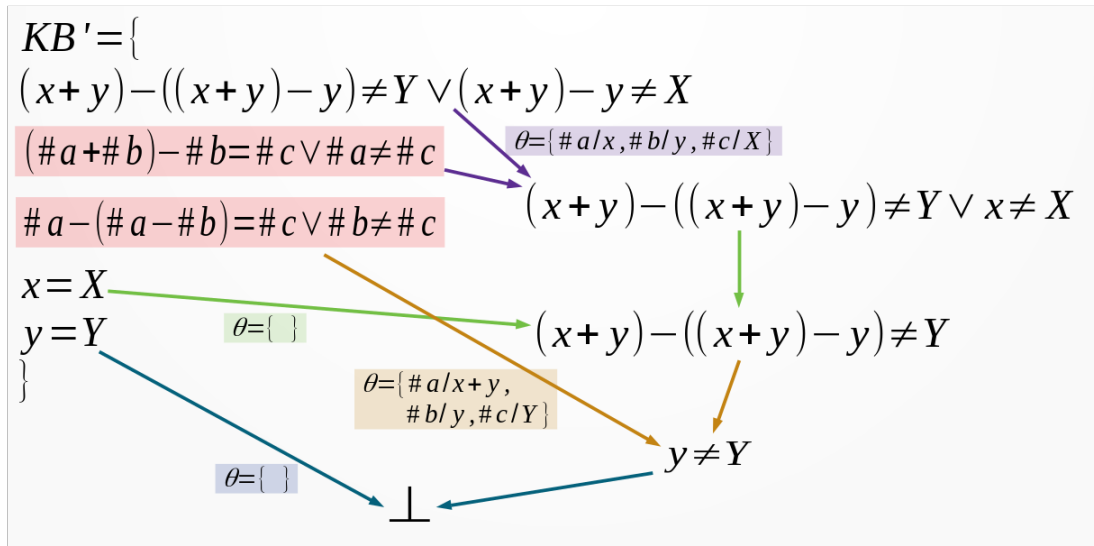 KB'={
(x+y)−((x+y)−y)≠Y∨(x+y)−y≠X
(#a+#b)−#b=#c∨#a≠#c
θ={#a/x,#b/y,#c/X}
(x+y)−((x+y)−y)≠Y∨x≠X
#a−(#a−#b)=#c∨#b≠#c
x=X
θ={ }
(x+y)−((x+y)−y)≠Y
y=Y
}
θ={#a/x+y,
#b/y,#c/Y}
y≠Y
θ={ }
⊥